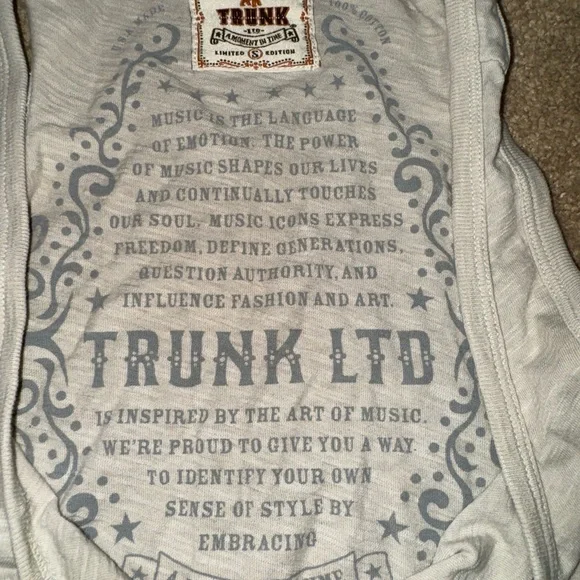 TRUNK
-LTD-
A MOMENT IN TIME
LIMITED S EDITION
MADE
100% COTTON
MUSIC IS THE LANGUAGE
OF EMOTION. THE POWER
OF MUSIC SHAPES OUR LIVES
AND CONTINUALLY TOUCHES
OUR SOUL. MUSIC ICONS EXPRESS
FREEDOM, DEFINE GENERATIONS,
QUESTION AUTHORITY, AND
INFLUENCE FASHION AND ART.
TRUNK LTD
IS INSPIRED BY THE ART OF MUSIC.
WE'RE PROUD TO GIVE YOU A WAY
TO IDENTIFY YOUR OWN
SENSE OF STYLE BY
EMBRACING